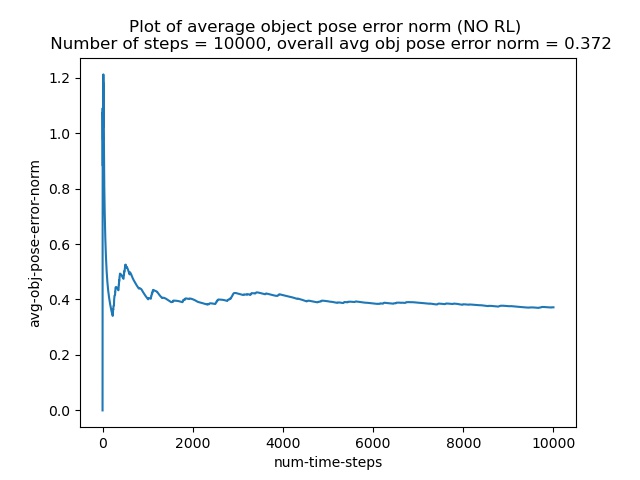 Plot of average object pose error norm (NO RL)
Number of steps = 10000, overall avg obj pose error norm = 0.372
1.2
1.0
0.8
0.6
0.4
0.2
0.0
avg-obj-pose-error-norm
0 2000 4000 6000 8000 10000
num-time-steps